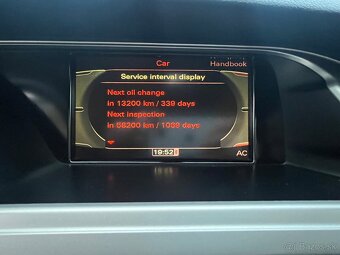 Car
Handbook
Service interval display
Next oil change
In 13200 km / 339 days
Next inspection
In 58200 km / 1039 days
19:52
AC